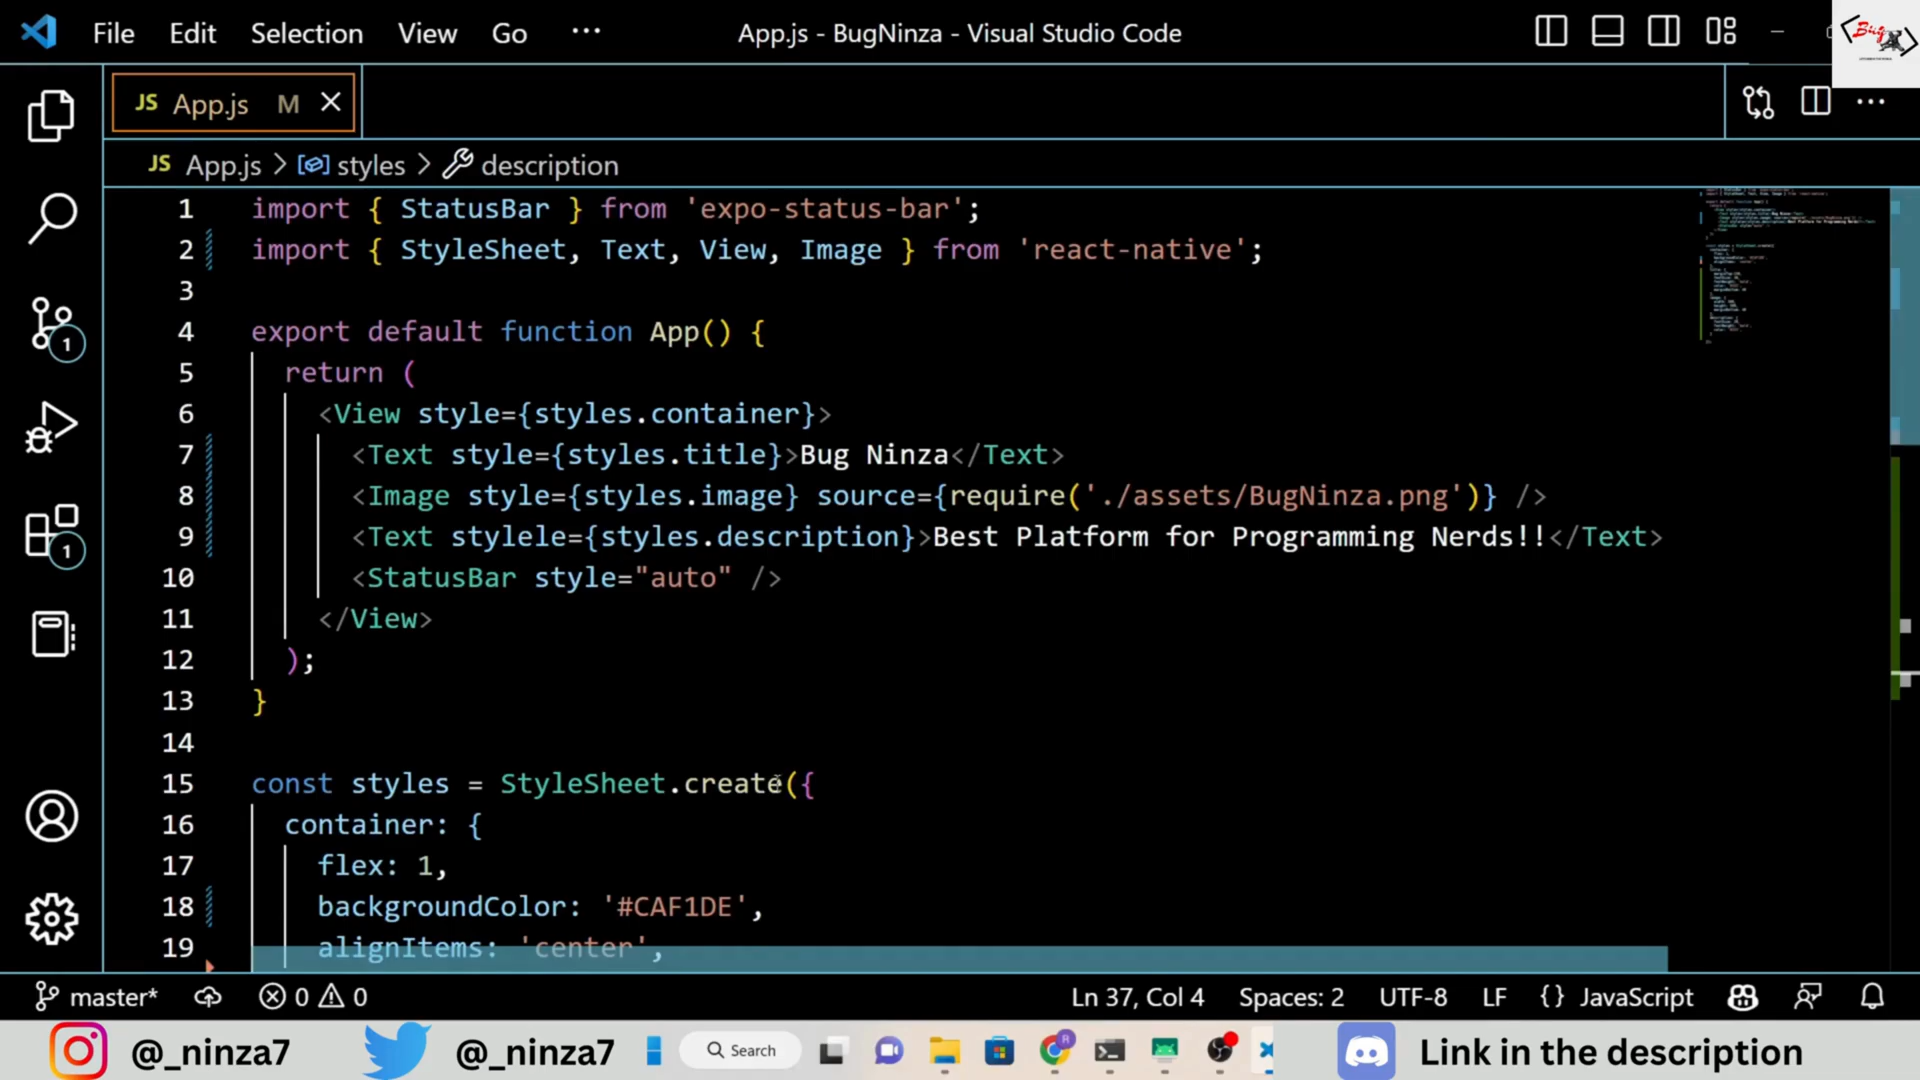 File Edit Selection View Go ··· App.js - BugNinza - Visual Studio Code
Bug
JS App.js M
JS App.js > styles > description
1 import { StatusBar } from 'expo-status-bar';
2 import { StyleSheet, Text, View, Image } from 'react-native';
3
4 export default function App() {
5 return (
6 <View style={styles.container}>
7 <Text style={styles.title}>Bug Ninza</Text>
8 <Image style={styles.image} source={require('./assets/BugNinza.png')} />
9 <Text stylele={styles.description}>Best Platform for Programming Nerds!!</Text>
10 <StatusBar style="auto" />
11 </View>
12 );
13 }
14
15 const styles = StyleSheet.create({
16 container: {
17 flex: 1,
18 backgroundColor: '#CAF1DE',
19 alignItems: 'center',
1
1
master* 0 0 Ln 37, Col 4 Spaces: 2 UTF-8 LF {} JavaScript
@_ninza7 @_ninza7 Search Link in the description